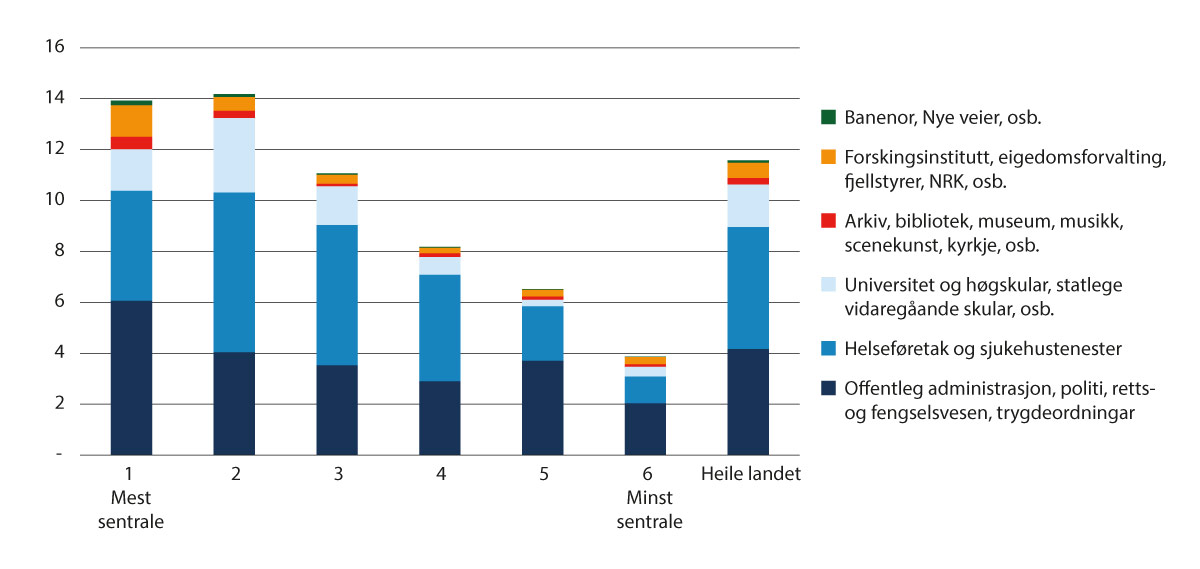 16
14
12
10
8
6
4
2
-
1
Mest
sentrale
2
3
4
5
6
Minst
sentrale
Heile landet
Banenor, Nye veier, osb.
Forskingsinstitutt, eigedomsforvalting,
fjellstyrer, NRK, osb.
Arkiv, bibliotek, museum, musikk,
scenekunst, kyrkje, osb.
Universitet og høgskular, statlege
vidaregåande skular, osb.
Helseføretak og sjukehustenester
Offentleg administrasjon, politi, retts-
og fengselsvesen, trygdeordningar